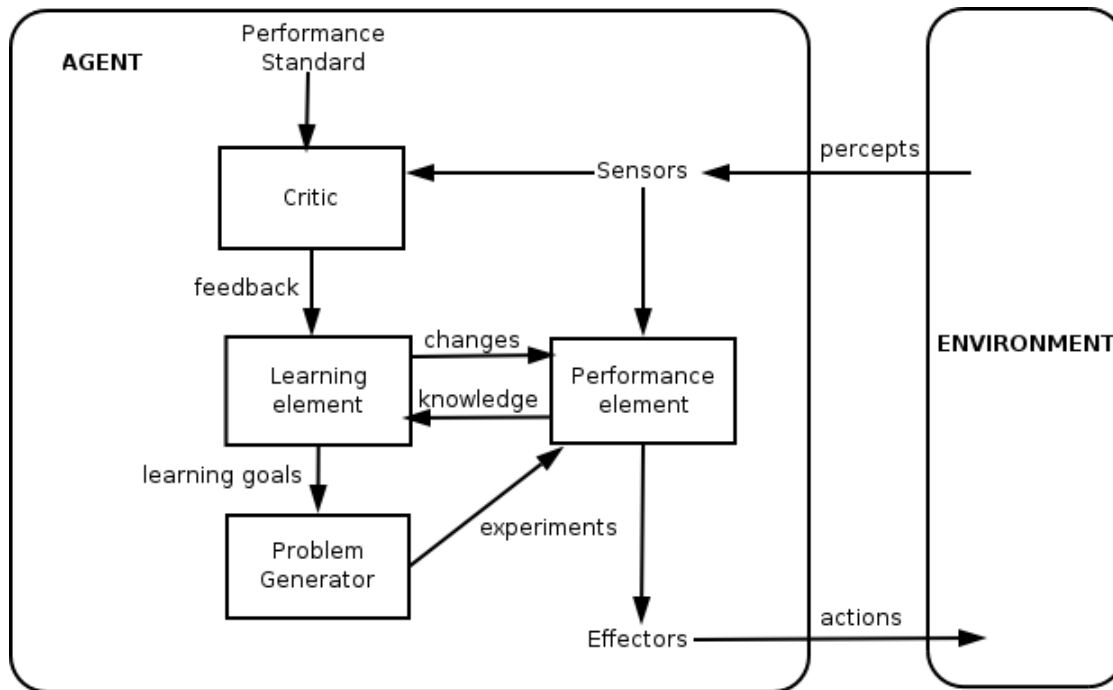 Performance
Standard
AGENT
percepts
Sensors
Critic
feedback
changes
ENVIRONMENT
Learning
element
Performance
element
knowledge
learning goals
experiments
Problem
Generator
Effectors
actions